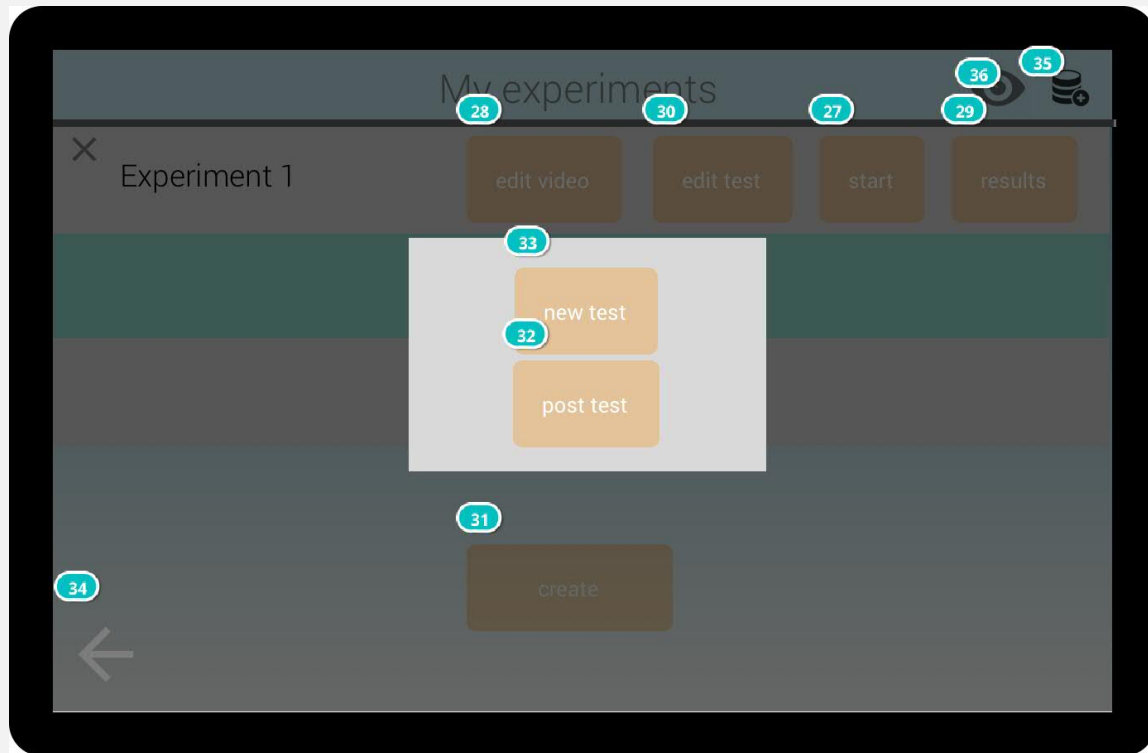 35
36
My experiments
28
30
27
29
Experiment 1
edit video
edit test
start
results
33
new test
32
post test
31
create
34